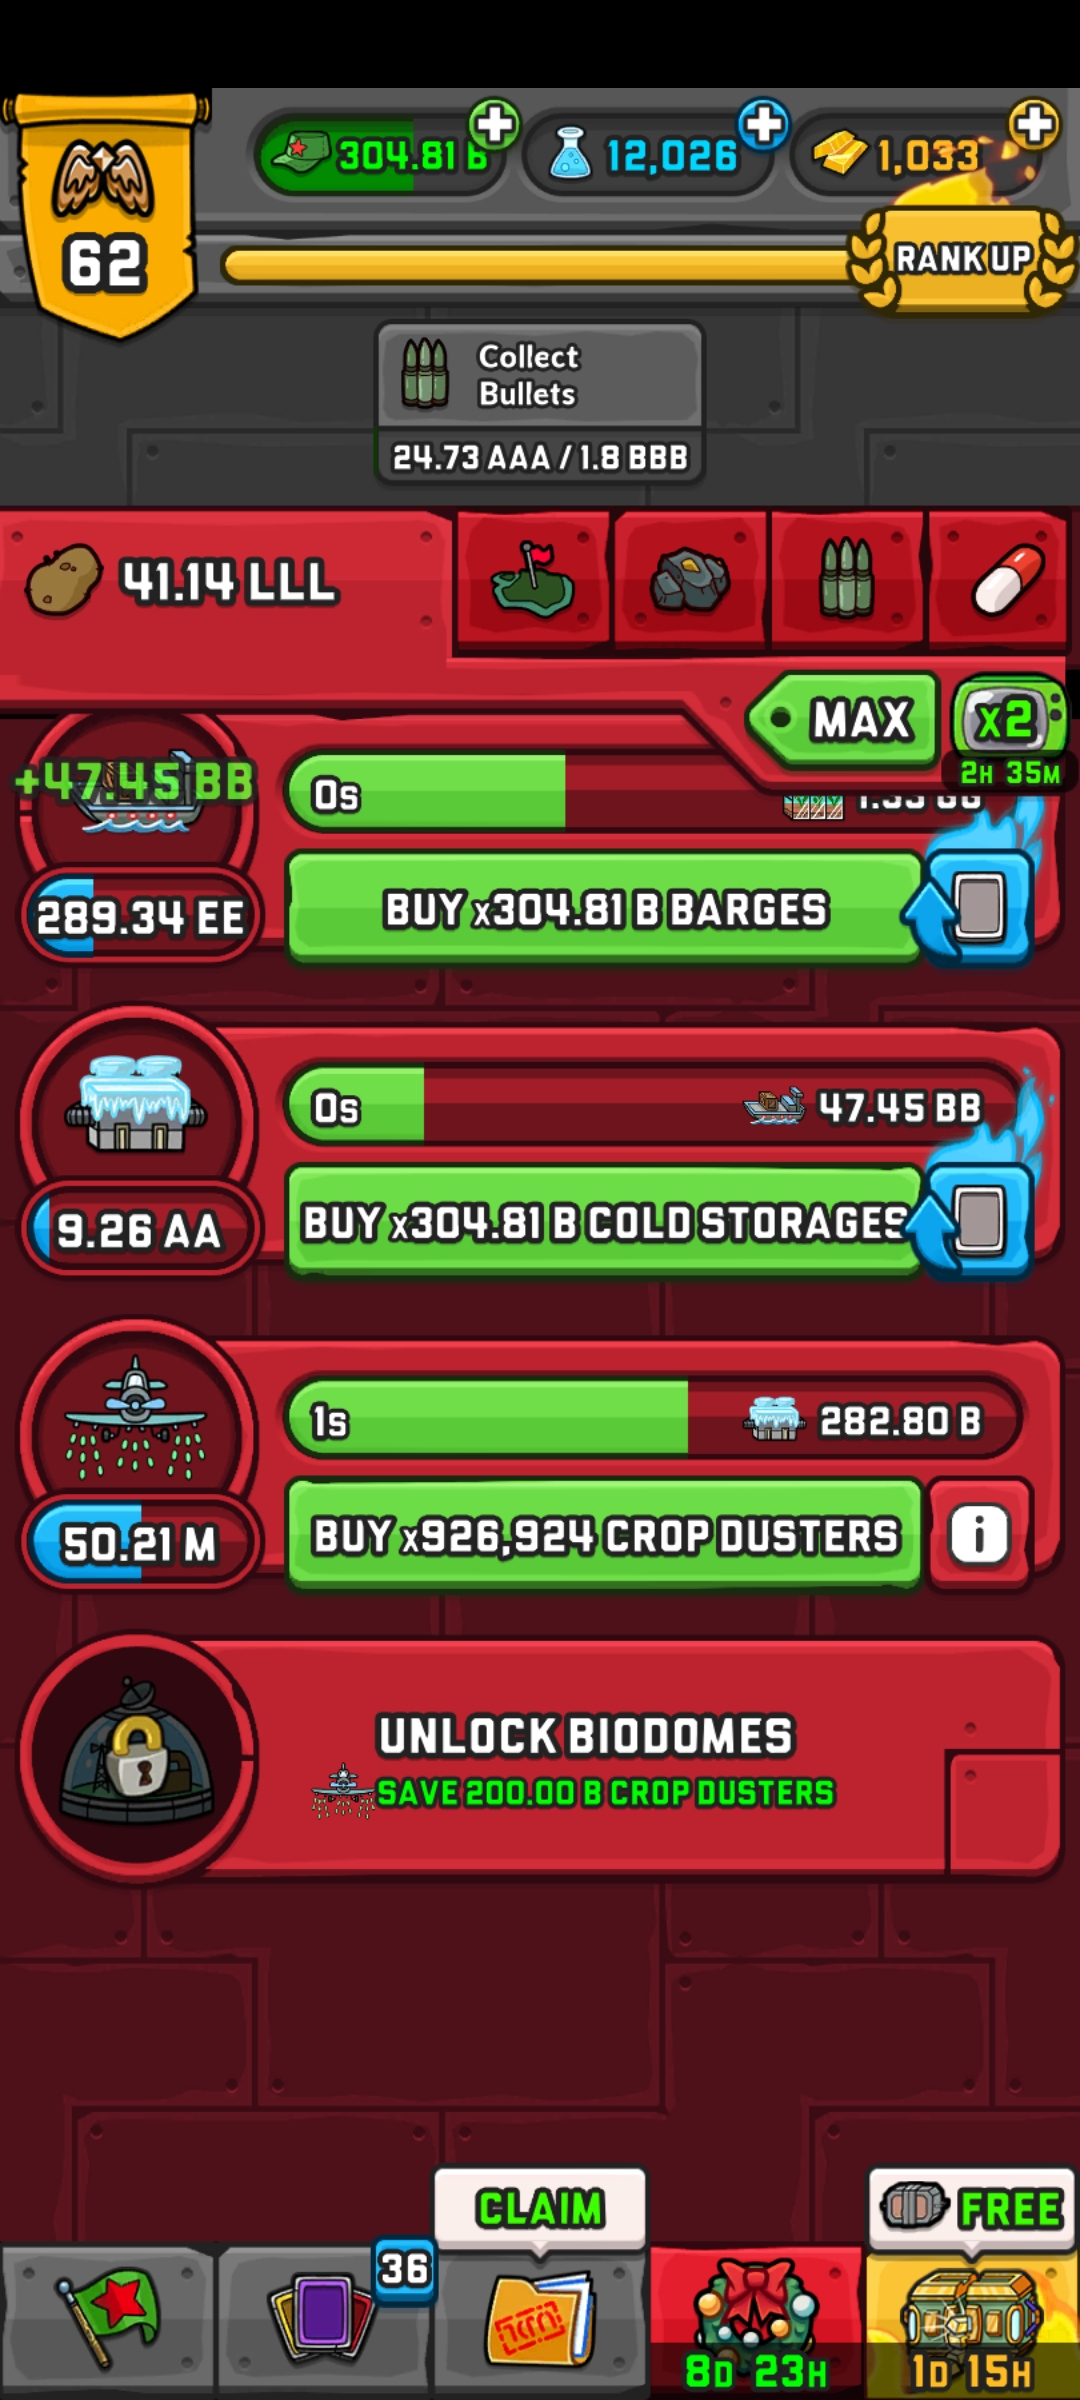 304.81 B
12,026
1,033
62
RANK UP
Collect
Bullets
24.73 AAA / 1.8 BBB
41.14 LLL
MAX
x2
2H 35M
+47.45 BB
0s
289.34 EE
BUY x304.81 B BARGES
0s
47.45 BB
9.26 AA
BUY x304.81 B COLD STORAGES
1s
282.80 B
50.21 M
BUY x926,924 CROP DUSTERS
i
UNLOCK BIODOMES
SAVE 200.00 B CROP DUSTERS
CLAIM
FREE
36
8D 23H
1D 15H